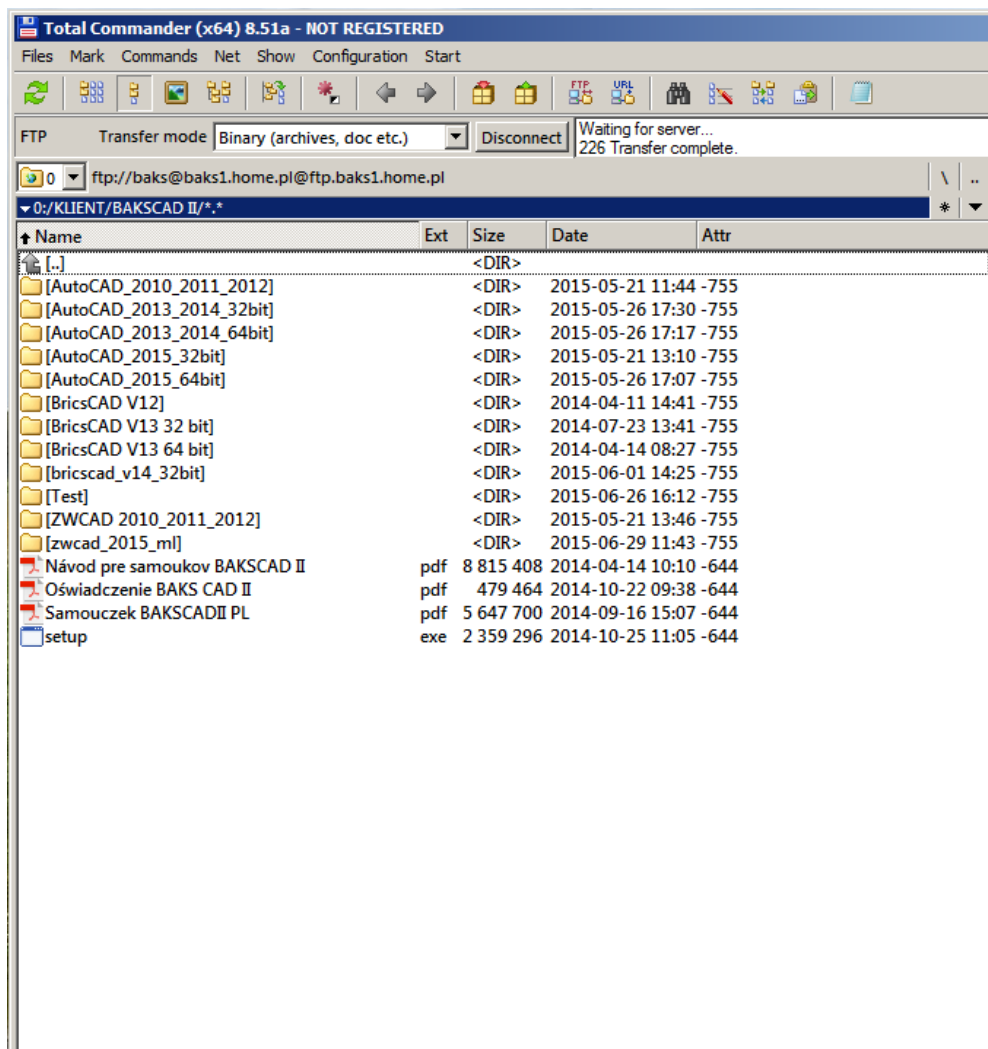 Total Commander (x64) 8.51a - NOT REGISTERED
Files Mark Commands Net Show Configuration Start
FTP URL
FTP Transfer mode Binary (archives, doc etc.) Disconnect Waiting for server...
226 Transfer complete.
0 ftp://baks@baks1.home.pl@ftp.baks1.home.pl \ ..
0:/KLIENT/BAKSCAD II/*.* *
Name Ext Size Date Attr
[..] <DIR>
[AutoCAD_2010_2011_2012] <DIR> 2015-05-21 11:44 -755
[AutoCAD_2013_2014_32bit] <DIR> 2015-05-26 17:30 -755
[AutoCAD_2013_2014_64bit] <DIR> 2015-05-26 17:17 -755
[AutoCAD_2015_32bit] <DIR> 2015-05-21 13:10 -755
[AutoCAD_2015_64bit] <DIR> 2015-05-26 17:07 -755
[BricsCAD V12] <DIR> 2014-04-11 14:41 -755
[BricsCAD V13 32 bit] <DIR> 2014-07-23 13:41 -755
[BricsCAD V13 64 bit] <DIR> 2014-04-14 08:27 -755
[bricscad_v14_32bit] <DIR> 2015-06-01 14:25 -755
[Test] <DIR> 2015-06-26 16:12 -755
[ZWCAD 2010_2011_2012] <DIR> 2015-05-21 13:46 -755
[zwcad_2015_ml] <DIR> 2015-06-29 11:43 -755
Návod pre samoukov BAKSCAD II pdf 8 815 408 2014-04-14 10:10 -644
Oświadczenie BAKS CAD II pdf 479 464 2014-10-22 09:38 -644
Samouczek BAKSCADII PL pdf 5 647 700 2014-09-16 15:07 -644
setup exe 2 359 296 2014-10-25 11:05 -644